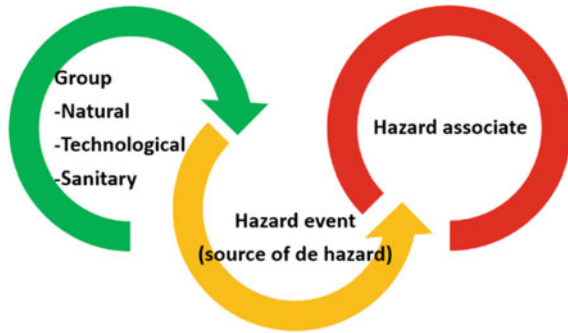 Group
-Natural
-Technological
-Sanitary
Hazard event
(source of de hazard)
Hazard associate